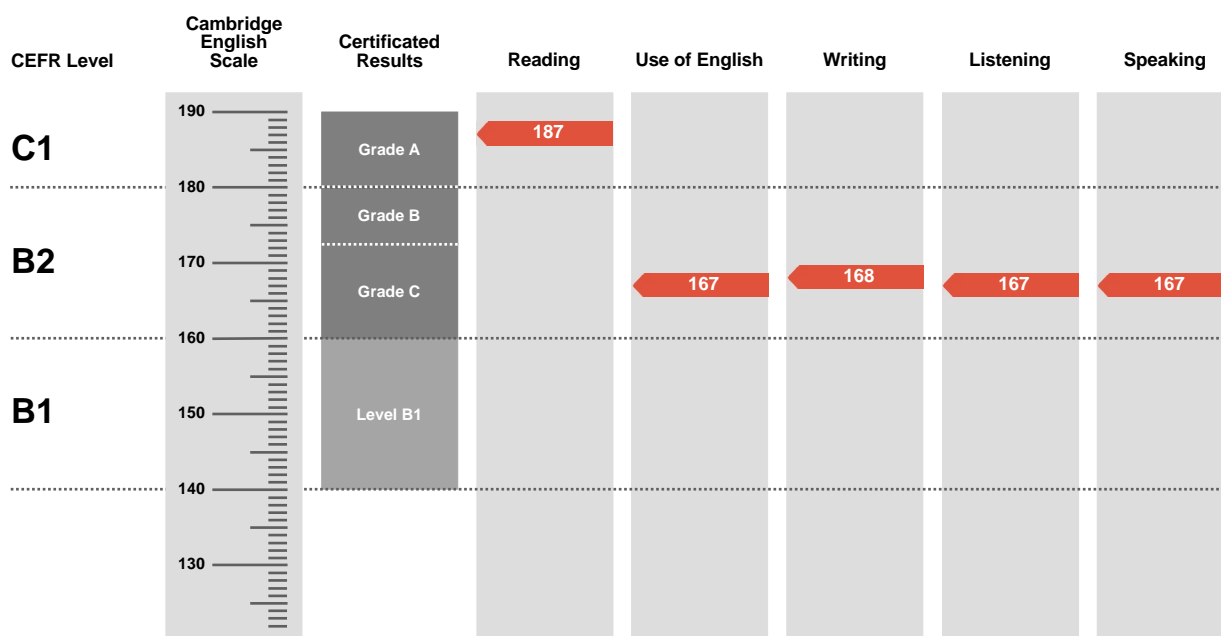 CEFR Level
Cambridge
English
Scale
Certificated
Results
Reading
Use of English
Writing
Listening
Speaking
190
C1
Grade A
187
180
Grade B
B2
170
Grade C
167
168
167
167
160
B1
150
Level B1
140
130